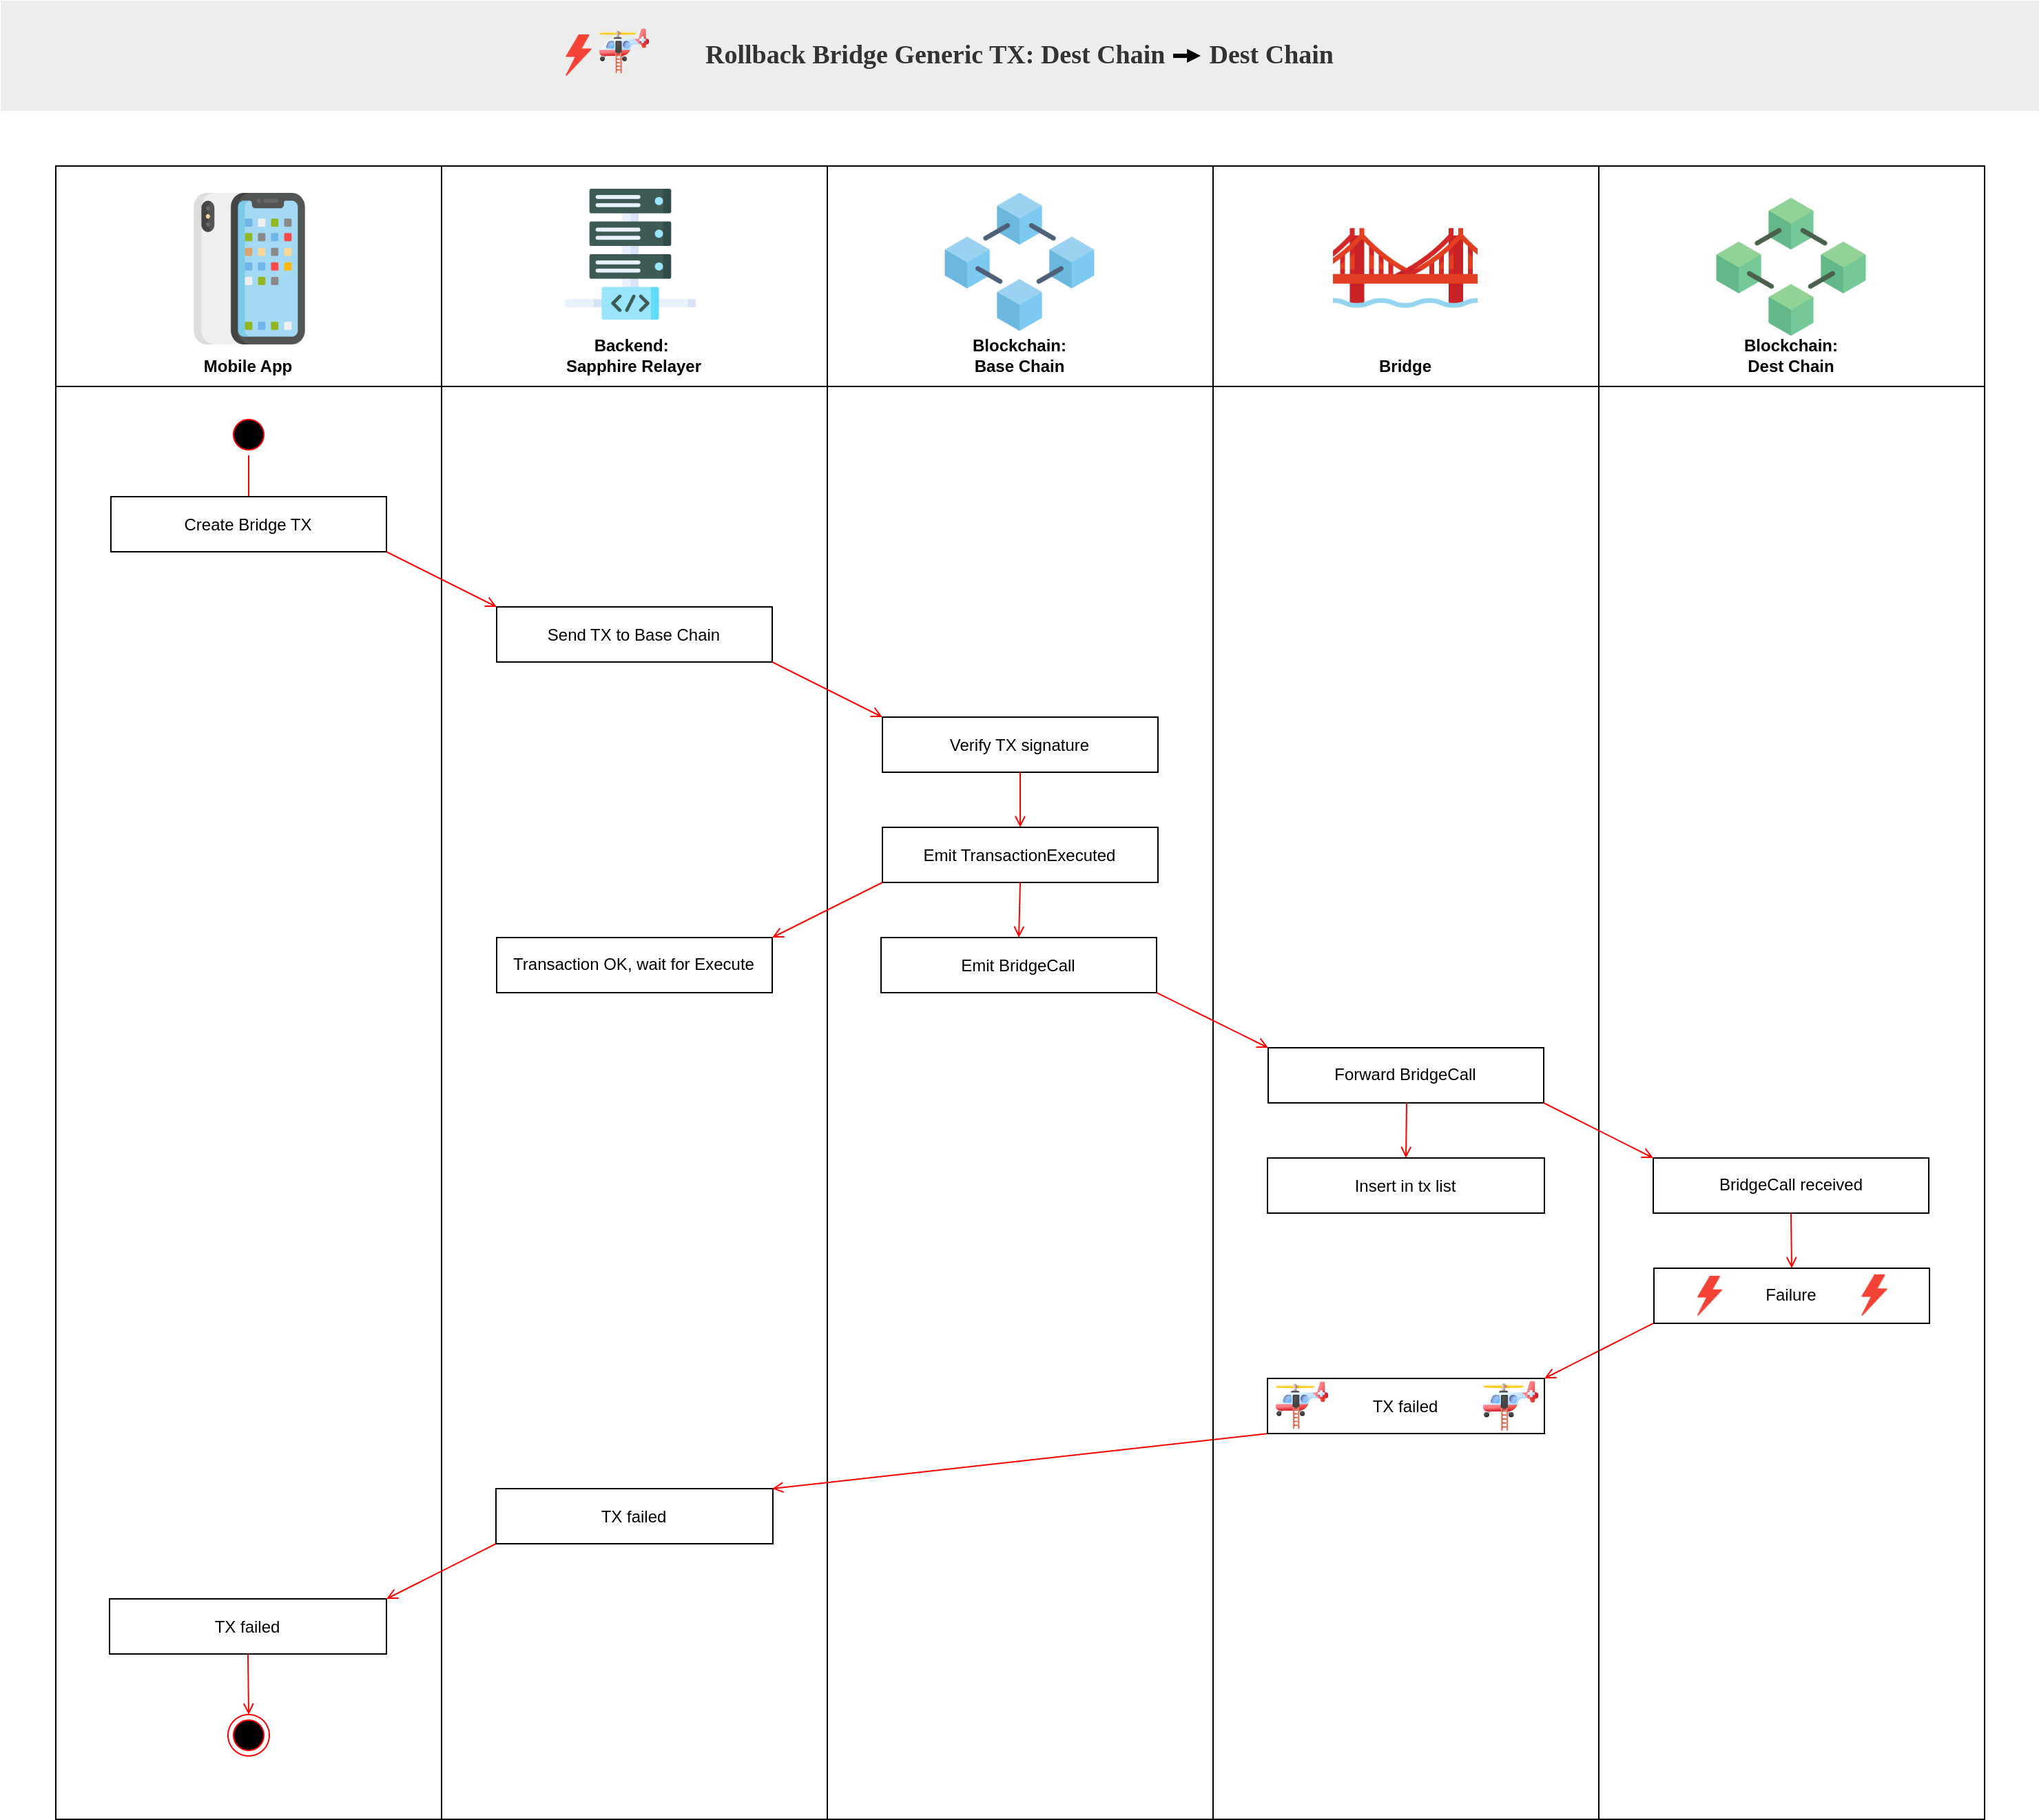 Rollback Bridge Generic TX: Dest Chain Dest Chain
Mobile App
Backend:
Sapphire Relayer
Blockchain:
Base Chain
Bridge
Blockchain:
Dest Chain
Create Bridge TX
Send TX to Base Chain
Verify TX signature
Emit TransactionExecuted
Transaction OK, wait for Execute
Emit BridgeCall
Forward BridgeCall
Insert in tx list
BridgeCall received
Failure
TX failed
TX failed
TX failed